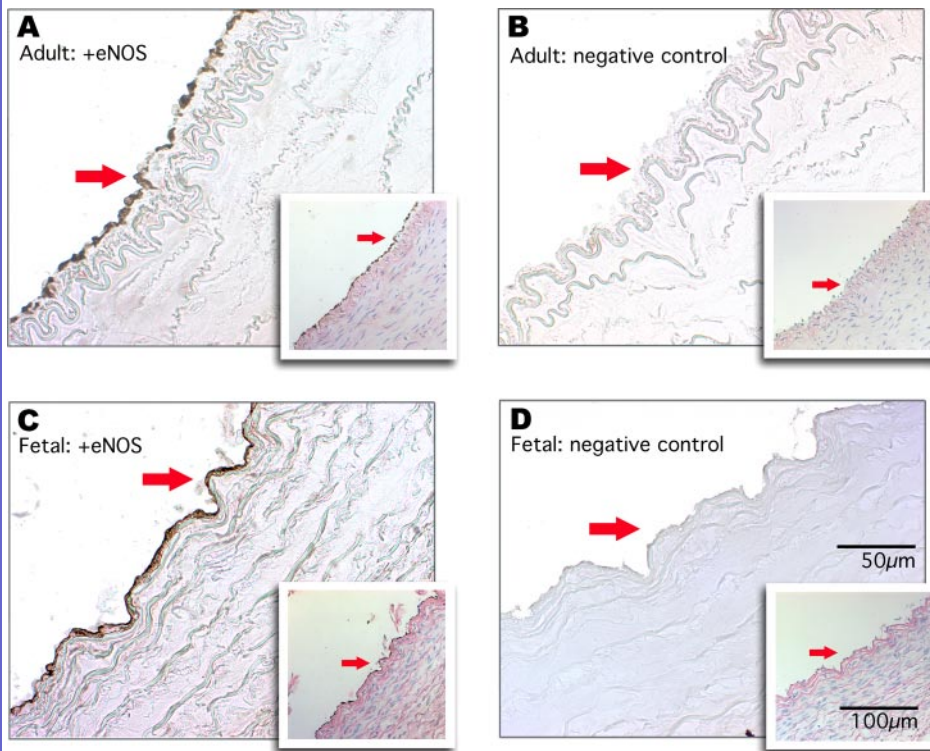 A
Adult: +eNOS
B
Adult: negative control
C
Fetal: +eNOS
D
Fetal: negative control
50µm
100µm